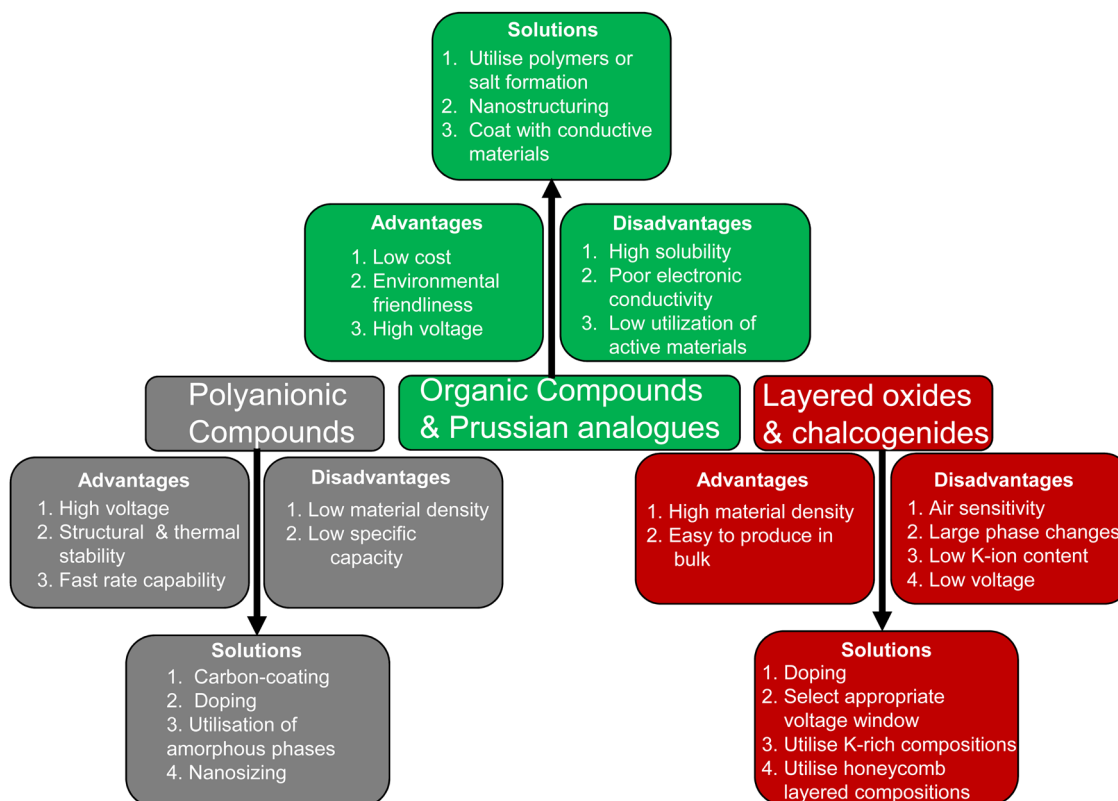 Solutions
1. Utilise polymers or
salt formation
2. Nanostructuring
3. Coat with conductive
materials
Advantages
1. Low cost
2. Environmental
friendliness
3. High voltage
Disadvantages
1. High solubility
2. Poor electronic
conductivity
3. Low utilization of
active materials
Polyanionic
Compounds
Organic Compounds
& Prussian analogues
Layered oxides
& chalcogenides
Advantages
1. High voltage
2. Structural & thermal
stability
3. Fast rate capability
Disadvantages
1. Low material density
2. Low specific
capacity
Advantages
1. High material density
2. Easy to produce in
bulk
Disadvantages
1. Air sensitivity
2. Large phase changes
3. Low K-ion content
4. Low voltage
Solutions
1. Carbon-coating
2. Doping
3. Utilisation of
amorphous phases
4. Nanosizing
Solutions
1. Doping
2. Select appropriate
voltage window
3. Utilise K-rich compositions
4. Utilise honeycomb
layered compositions